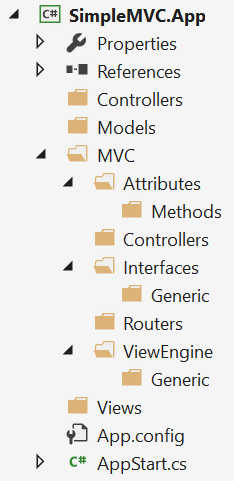 C# SimpleMVC.App
Properties
References
Controllers
Models
MVC
Attributes
Methods
Controllers
Interfaces
Generic
Routers
ViewEngine
Generic
Views
App.config
C# AppStart.cs